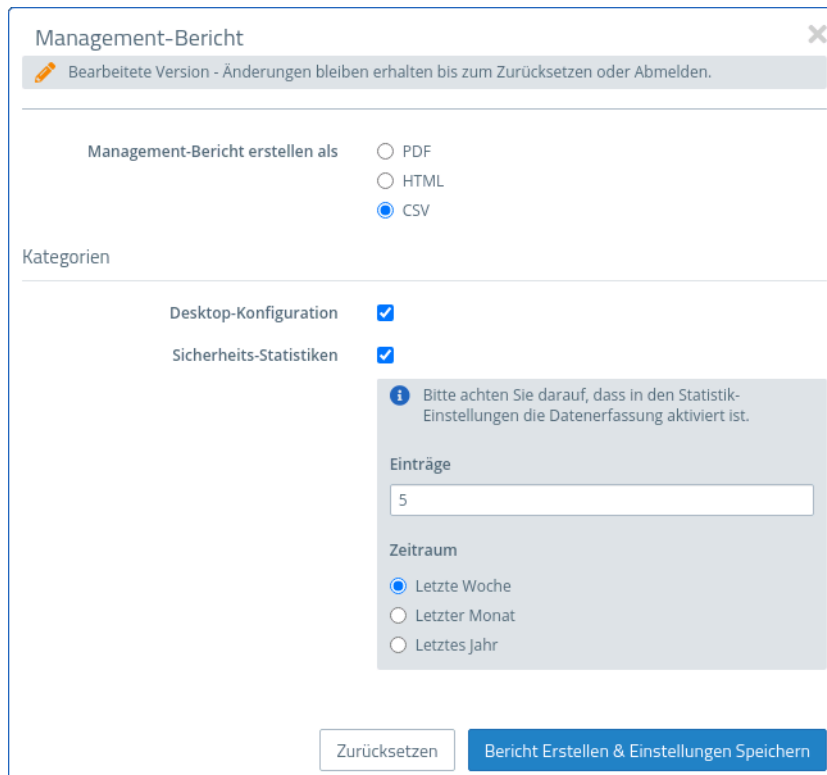 Management-Bericht
Bearbeitete Version - Änderungen bleiben erhalten bis zum Zurücksetzen oder Abmelden.
Management-Bericht erstellen als
PDF
HTML
CSV
Kategorien
Desktop-Konfiguration
Sicherheits-Statistiken
Bitte achten Sie darauf, dass in den Statistik-
Einstellungen die Datenerfassung aktiviert ist.
Einträge
5
Zeitraum
Letzte Woche
Letzter Monat
Letztes Jahr
Zurücksetzen
Bericht Erstellen & Einstellungen Speichern